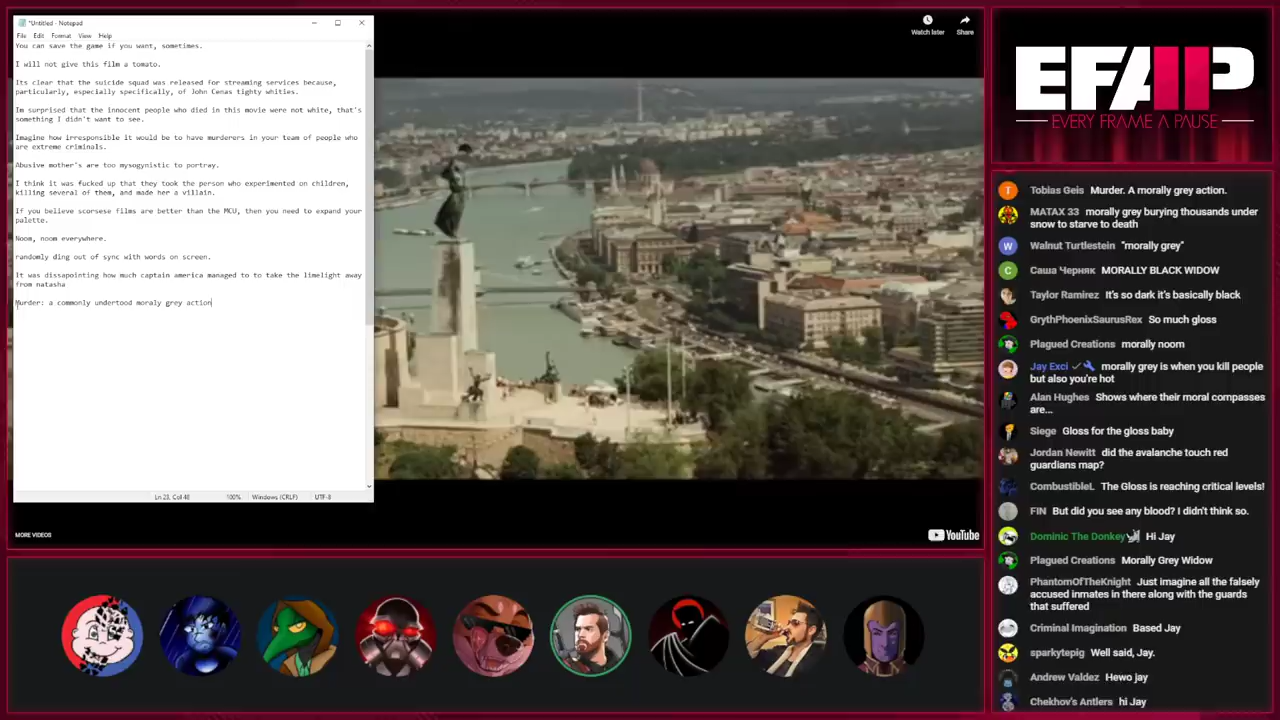 *Untitled - Notepad
File Edit Format View Help
You can save the game if you want, sometimes.
I will not give this film a tomato.
Its clear that the suicide squad was released for streaming services because,
particularly, especially specifically, of John Cenas tighty whities.
Im surprised that the innocent people who died in this movie were not white, that's
something I didn't want to see.
Imagine how irresponsible it would be to have murderers in your team of people who
are extreme criminals.
Abusive mother's are too mysogynistic to portray.
I think it was fucked up that they took the person who experimented on children,
killing several of them, and made her a villain.
If you believe scorsese films are better than the MCU, then you need to expand your
palette.
Noom, noom everywhere.
randomly ding out of sync with words on screen.
It was dissapointing how much captain america managed to to take the limelight away
from natasha
Murder: a commonly undertood moraly grey action
Ln 23, Col 48 100% Windows (CRLF) UTF-8
Watch later
Share
MORE VIDEOS
YouTube
EFAP
EVERY FRAME A PAUSE
T Tobias Geis Murder. A morally grey action.
MATAX 33 morally grey burying thousands under
snow to starve to death
W Walnut Turtlestein "morally grey"
C Саша Черняк MORALLY BLACK WIDOW
Taylor Ramirez It's so dark it's basically black
GrythPhoenixSaurusRex So much gloss
Plagued Creations morally noom
Jay Exci morally grey is when you kill people
but also you're hot
Alan Hughes Shows where their moral compasses
are...
Siege Gloss for the gloss baby
Jordan Newitt did the avalanche touch red
guardians map?
CombustibleL The Gloss is reaching critical levels!
FIN But did you see any blood? I didn't think so.
Dominic The Donkey Hi Jay
Plagued Creations Morally Grey Widow
PhantomOfTheKnight Just imagine all the falsely
accused inmates in there along with the guards
that suffered
Criminal Imagination Based Jay
sparkytepig Well said, Jay.
Andrew Valdez Hewo jay
Chekhov's Antlers hi Jay